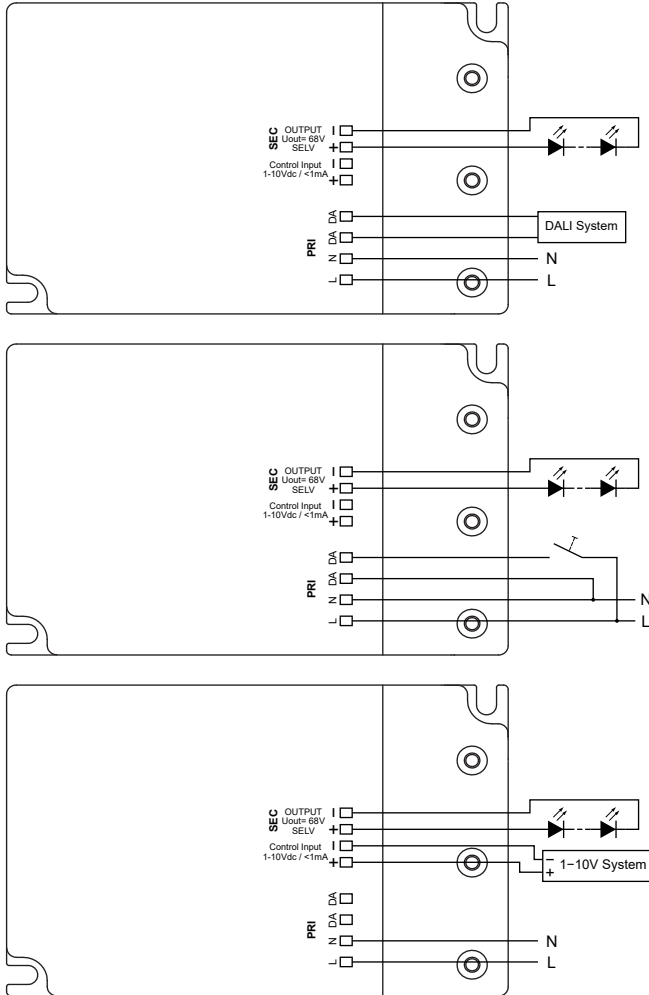 SEC
OUTPUT –
Uout= 68V
SELV +
Control Input –
1-10Vdc / <1mA +
PRI
DA
DA
N
L
DALI System
N
L
SEC
OUTPUT –
Uout= 68V
SELV +
Control Input –
1-10Vdc / <1mA +
PRI
DA
DA
N
L
N
L
SEC
OUTPUT –
Uout= 68V
SELV +
Control Input –
1-10Vdc / <1mA +
– 1−10V System
+
PRI
DA
DA
N
L
N
L